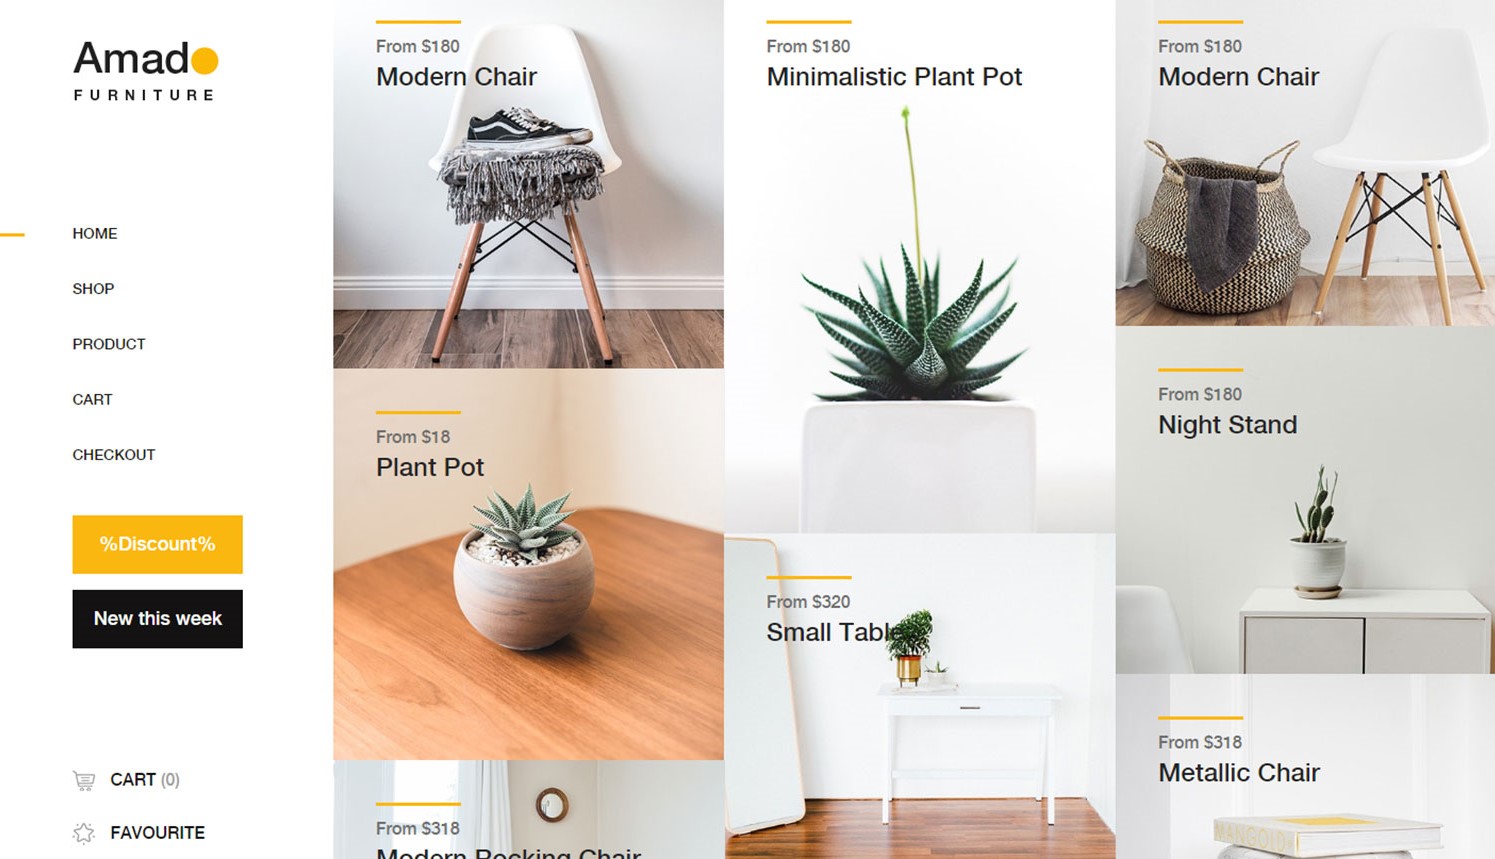 Amado
FURNITURE
HOME
SHOP
PRODUCT
CART
CHECKOUT
%Discount%
New this week
CART (0)
FAVOURITE
From $180
Modern Chair
From $18
Plant Pot
From $318
Modern Rocking Chair
From $180
Minimalistic Plant Pot
From $320
Small Table
From $180
Modern Chair
From $180
Night Stand
From $318
Metallic Chair
MANGOLD